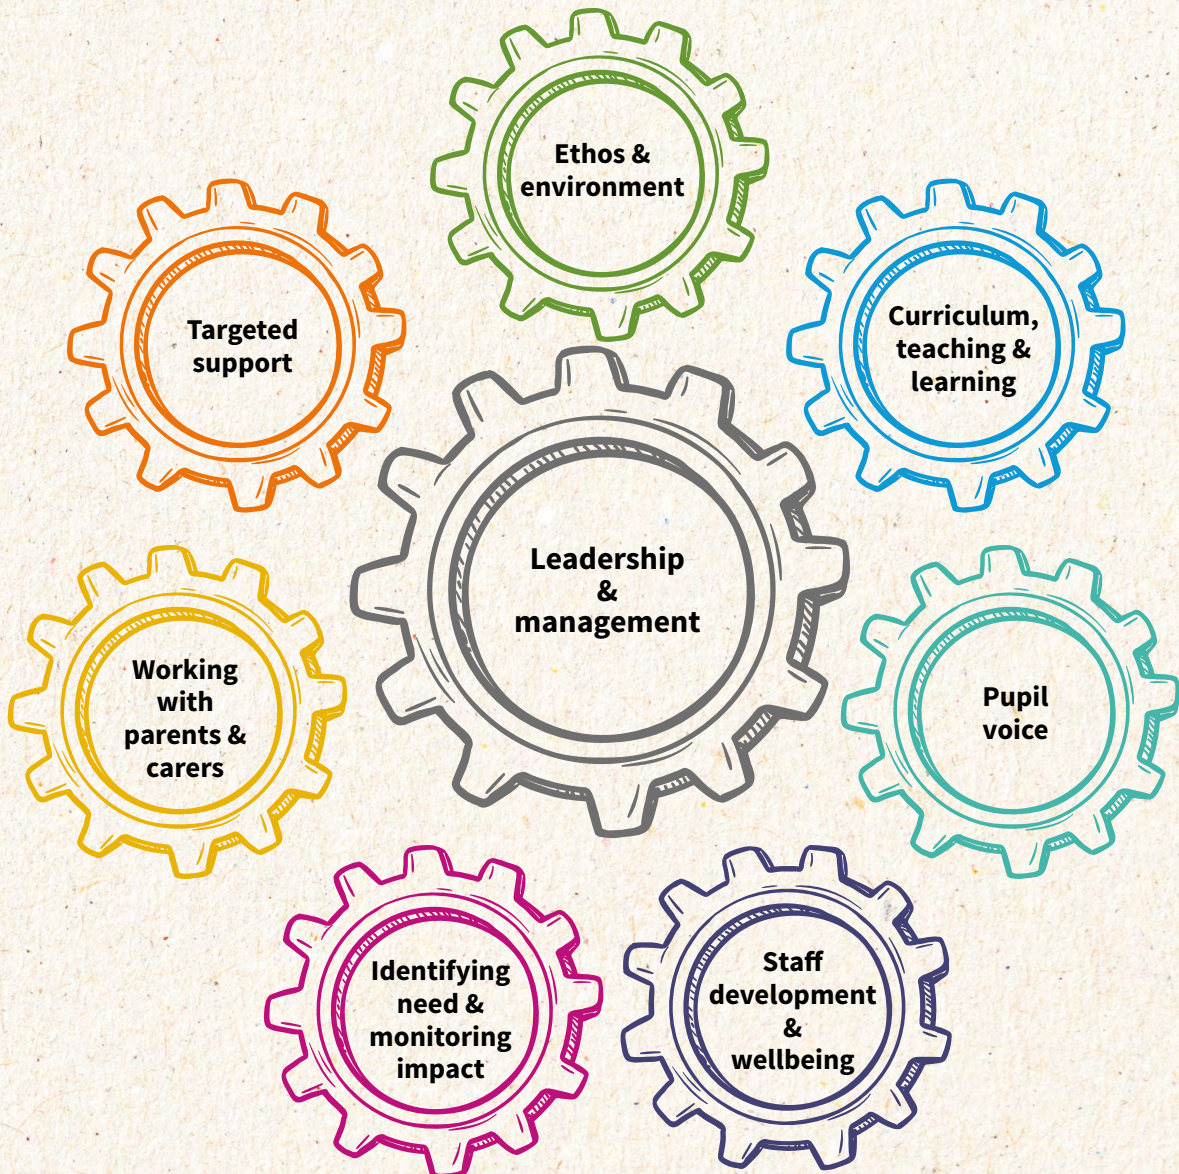 Ethos &
environment
Targeted
support
Curriculum,
teaching &
learning
Leadership
&
management
Working
with
parents &
carers
Pupil
voice
Identifying
need &
monitoring
impact
Staff
development
&
wellbeing